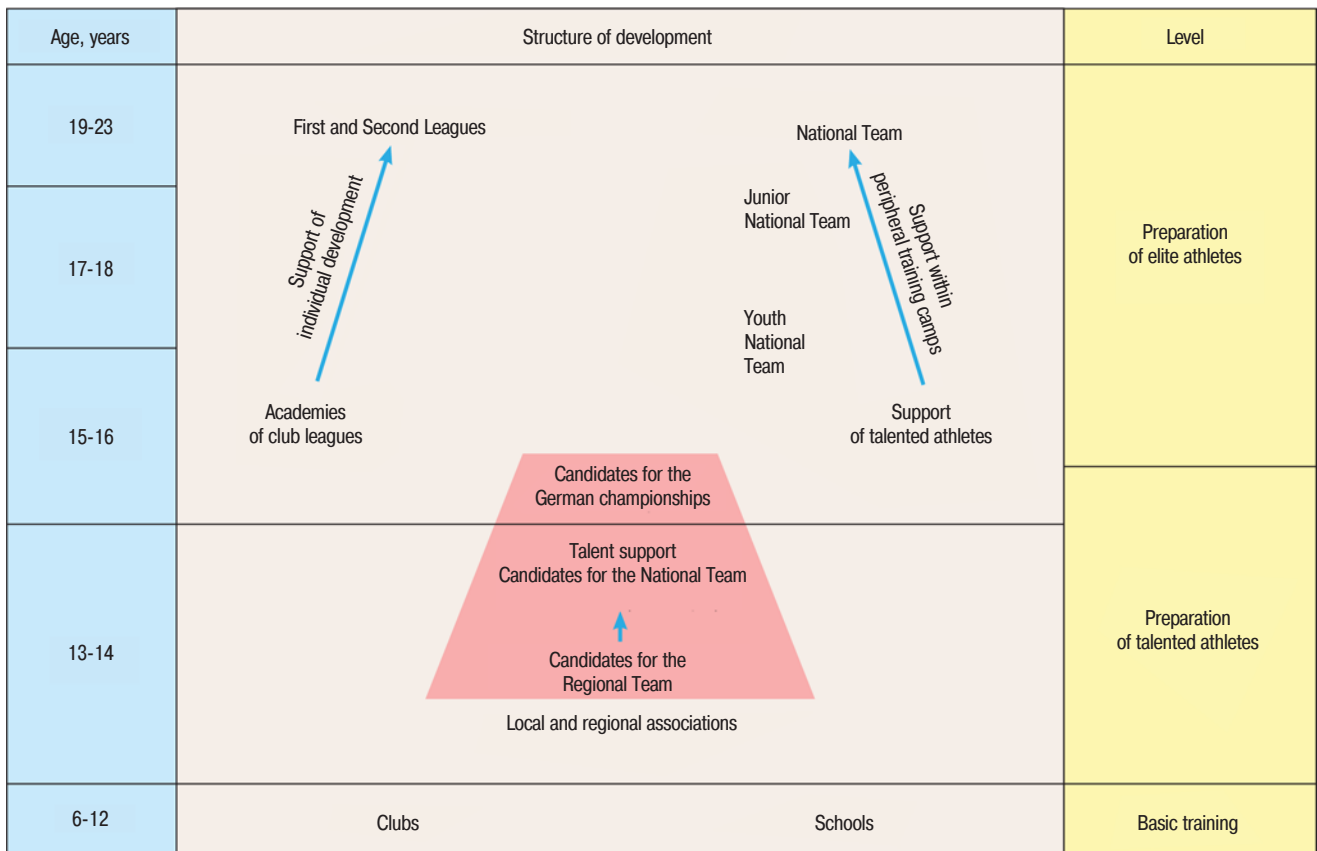 Age, years
Structure of development
Level
19-23
First and Second Leagues
National Team
Support of
individual development
Junior
National Team
Support within
peripheral training camps
Preparation
of elite athletes
17-18
Youth
National
Team
15-16
Academies
of club leagues
Support
of talented athletes
Candidates for the
German championships
Talent support
Candidates for the National Team
13-14
Candidates for the
Regional Team
Local and regional associations
Preparation
of talented athletes
6-12
Clubs
Schools
Basic training